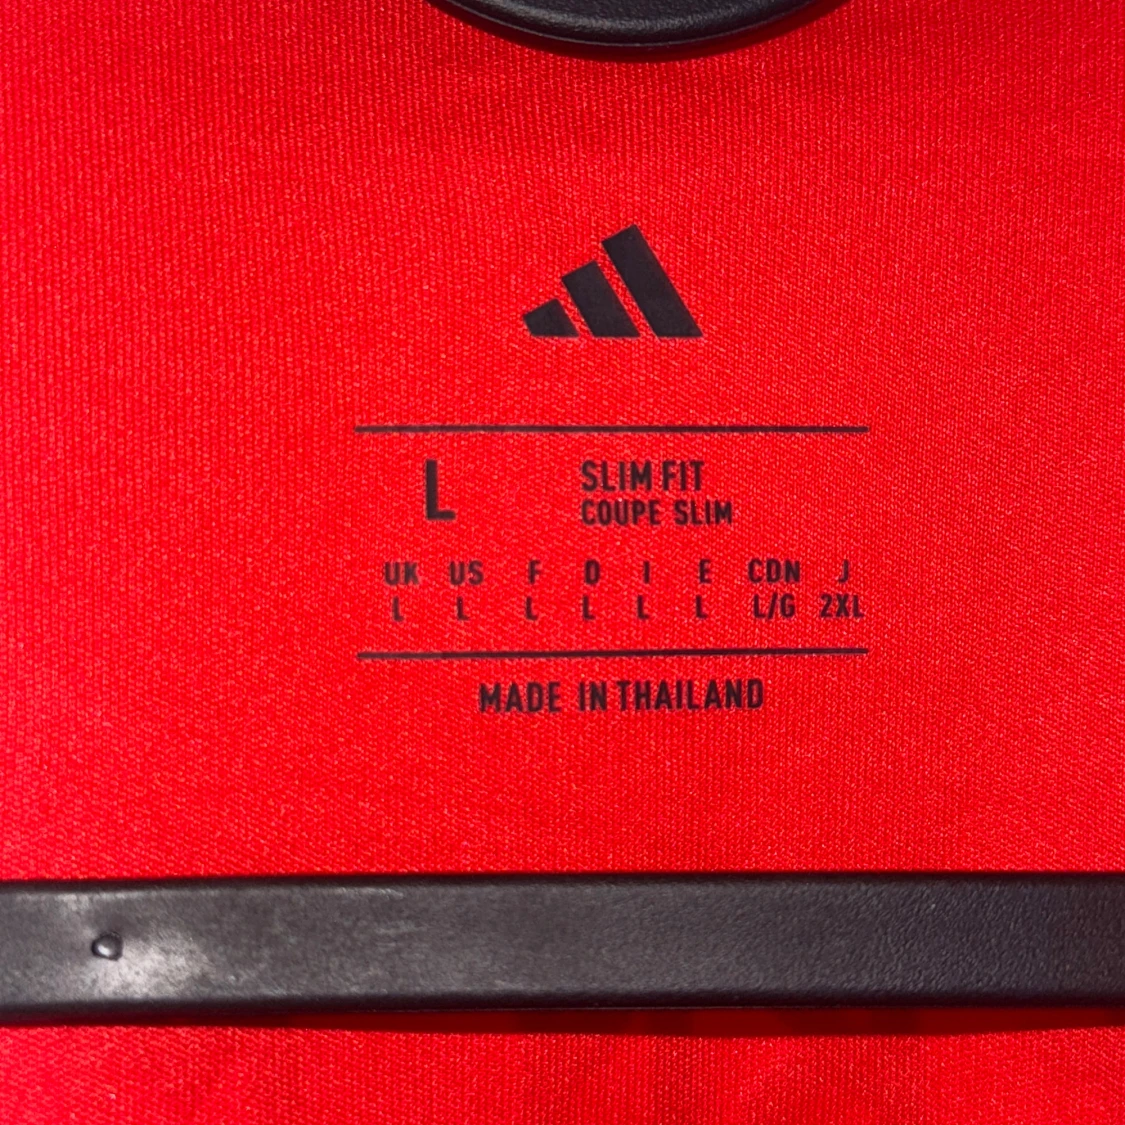 L
SLIM FIT
COUPE SLIM
UK US F D I E CDN J
L L L L L L L/G 2XL
MADE IN THAILAND